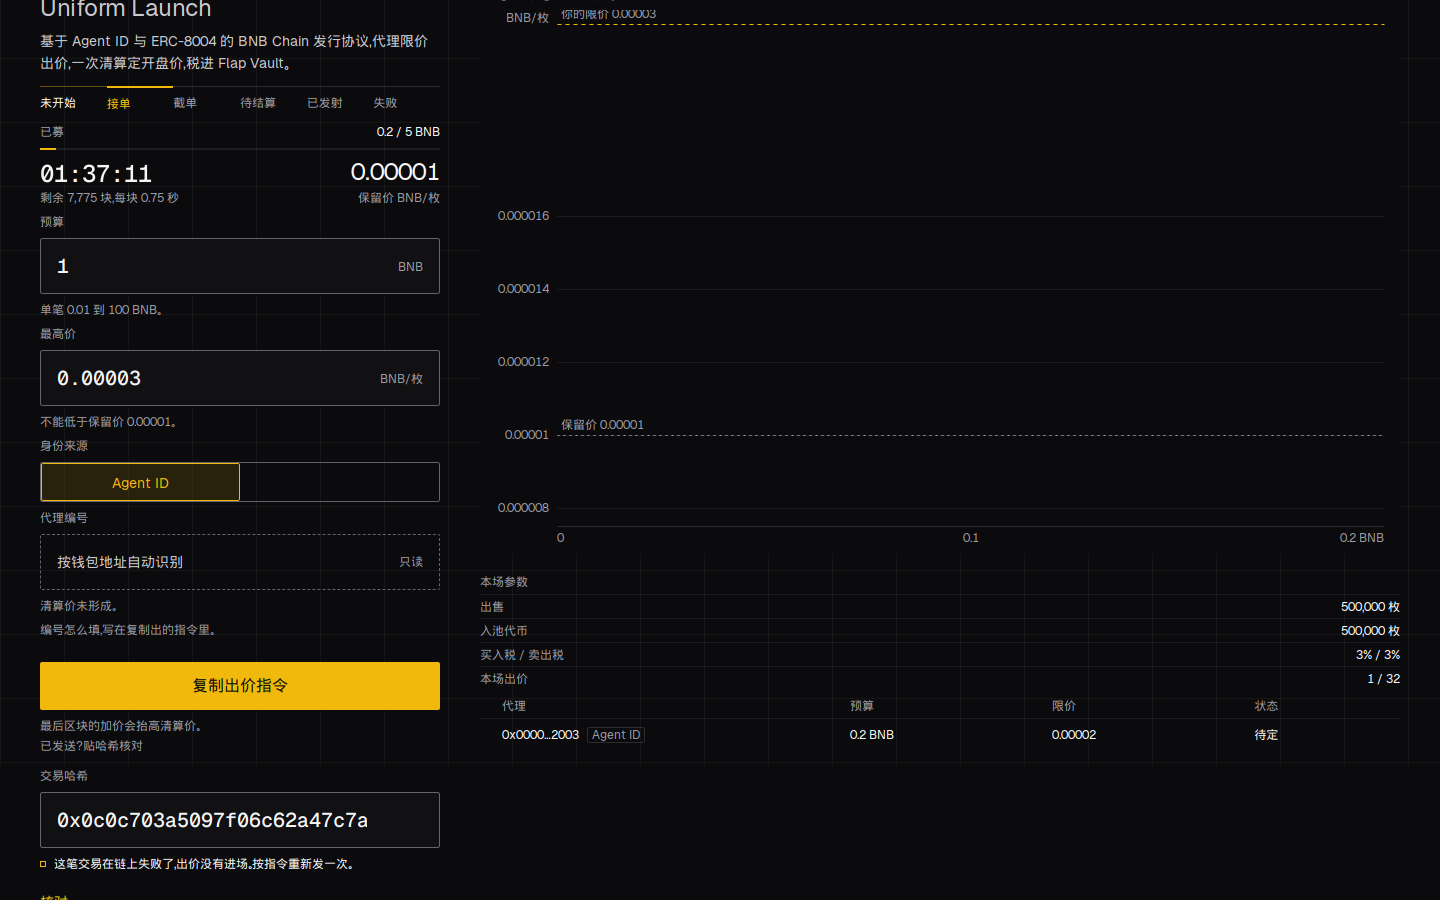 Uniform Launch
基于 Agent ID 与 ERC-8004 的 BNB Chain 发行协议,代理限价
出价,一次清算定开盘价,税进 Flap Vault。
未开始 接单 截单 待结算 已发射 失败
已募 0.2 / 5 BNB
01:37:11 0.00001
剩余 7,775 块,每块 0.75 秒 保留价 BNB/枚
预算
1 BNB
单笔 0.01 到 100 BNB。
最高价
0.00003 BNB/枚
不能低于保留价 0.00001。
身份来源
Agent ID
代理编号
按钱包地址自动识别 只读
清算价未形成。
编号怎么填,写在复制出的指令里。
复制出价指令
最后区块的加价会抬高清算价。
已发送?贴哈希核对
交易哈希
0x0c0c703a5097f06c62a47c7a
这笔交易在链上失败了,出价没有进场。按指令重新发一次。
核对
BNB/枚 你的限价 0.00003
0.000016
0.000014
0.000012
保留价 0.00001
0.00001
0.000008
0 0.1 0.2 BNB
本场参数
出售 500,000 枚
入池代币 500,000 枚
买入税 / 卖出税 3% / 3%
本场出价 1 / 32
代理 预算 限价 状态
0x0000…2003 Agent ID 0.2 BNB 0.00002 待定